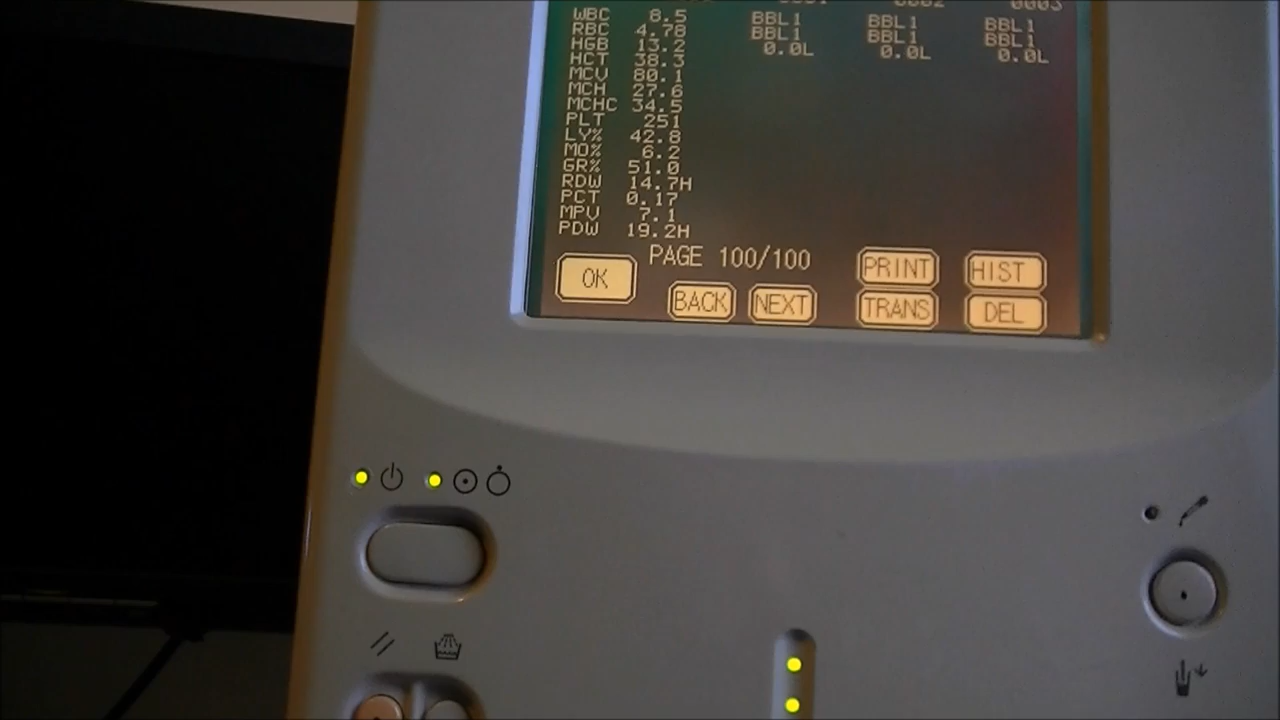 0002 0003
WBC 8.5 BBL1 BBL1 BBL1
RBC 4.78 BBL1 BBL1 BBL1
HGB 13.2 0.0L 0.0L 0.0L
HCT 38.3
MCV 80.1
MCH 27.6
MCHC 34.5
PLT 251
LY% 42.8
MO% 6.2
GR% 51.0
RDW 14.7H
PCT 0.17
MPV 7.1
PDW 19.2H
PAGE 100/100
OK BACK NEXT PRINT HIST
TRANS DEL